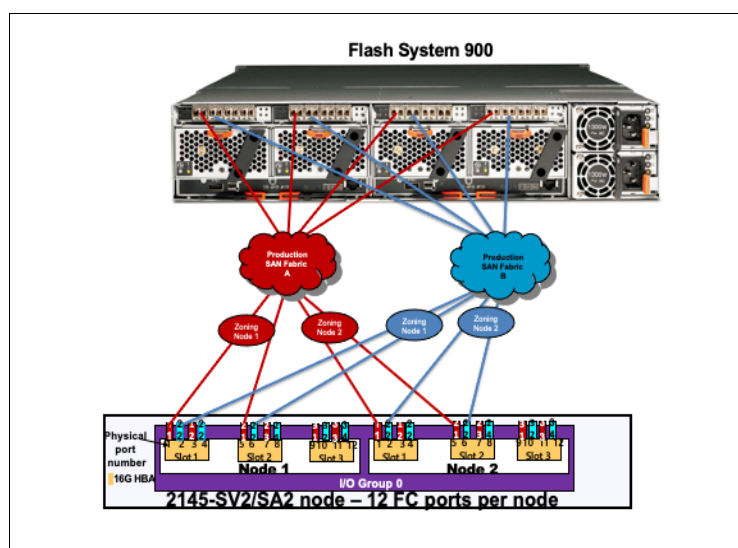 Flash System 900
1300w
1300w
Production
SAN Fabric
A
Production
SAN Fabric
B
Zoning
Node 1
Zoning
Node 2
Zoning
Node 1
Zoning
Node 2
Physical
port
number
16G HBA
1 2 3 4
5 6 7 8
9 10 11 12
1 2 3 4
5 6 7 8
9 10 11 12
Slot 1
Slot 2
Slot 3
Slot 1
Slot 2
Slot 3
Node 1
Node 2
I/O Group 0
2145-SV2/SA2 node – 12 FC ports per node